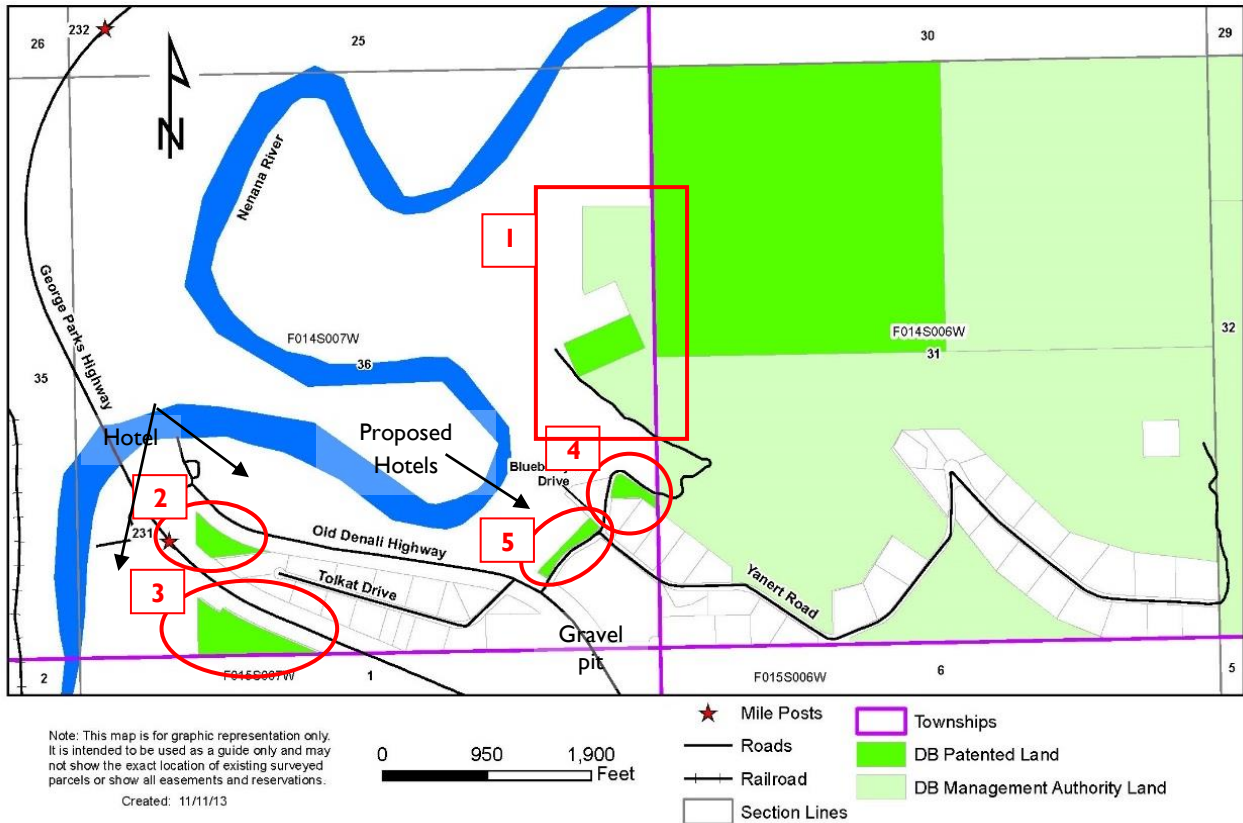 232
26
25
30
29
N
Nenana River
1
George Parks Highway
F014S007W
36
F014S006W
31
32
35
Hotel
Proposed
Hotels
4
Drive
2
231
Old Denali Highway
5
Tolkat Drive
3
Yanert Road
Gravel
pit
2
F015S007W
1
F015S006W
6
5
Note: This map is for graphic representation only.
It is intended to be used as a guide only and may
not show the exact location of existing surveyed
parcels or show all easements and reservations.
Created: 11/11/13
0 950 1,900
Feet
Mile Posts
Roads
Railroad
Section Lines
Townships
DB Patented Land
DB Management Authority Land